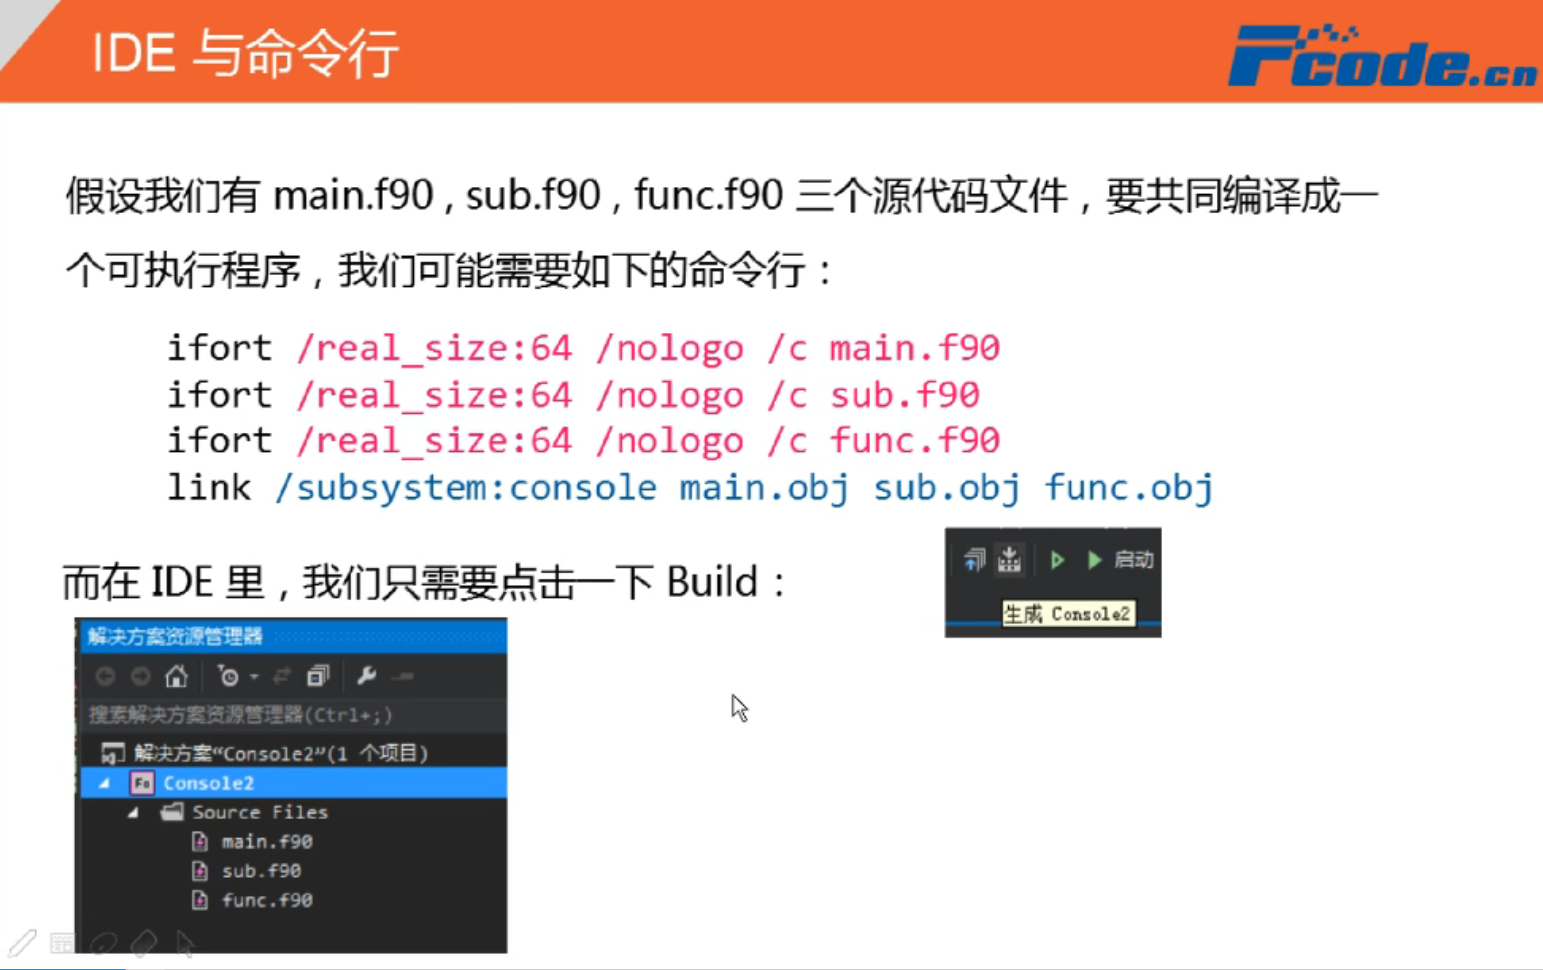 IDE 与命令行
Fcode.cn
假设我们有 main.f90 , sub.f90 , func.f90 三个源代码文件，要共同编译成一
个可执行程序，我们可能需要如下的命令行：
ifort /real_size:64 /nologo /c main.f90
ifort /real_size:64 /nologo /c sub.f90
ifort /real_size:64 /nologo /c func.f90
link /subsystem:console main.obj sub.obj func.obj
而在 IDE 里，我们只需要点击一下 Build：
启动
生成 Console2
解决方案资源管理器
搜索解决方案资源管理器(Ctrl+;)
解决方案“Console2”(1 个项目)
Fo Console2
Source Files
main.f90
sub.f90
func.f90